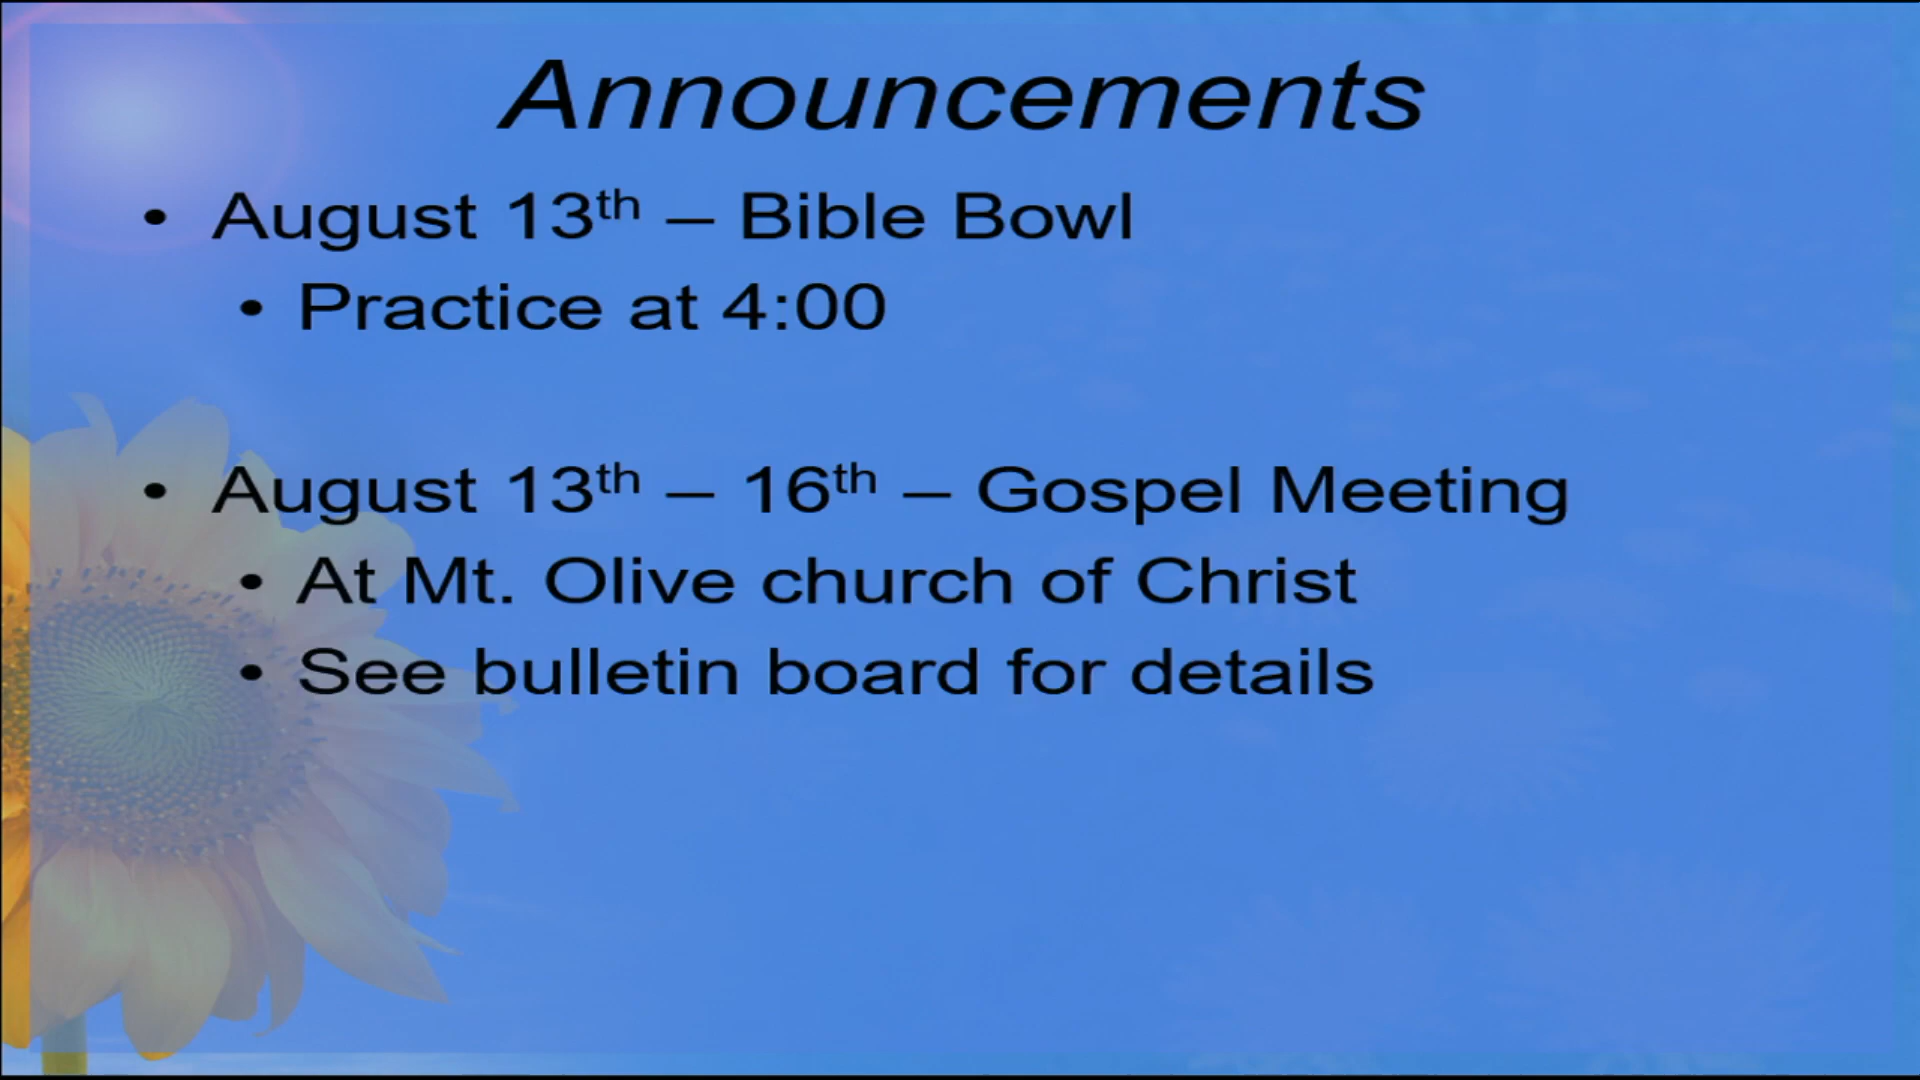 Announcements
• August 13th – Bible Bowl
• Practice at 4:00
• August 13th – 16th – Gospel Meeting
• At Mt. Olive church of Christ
• See bulletin board for details